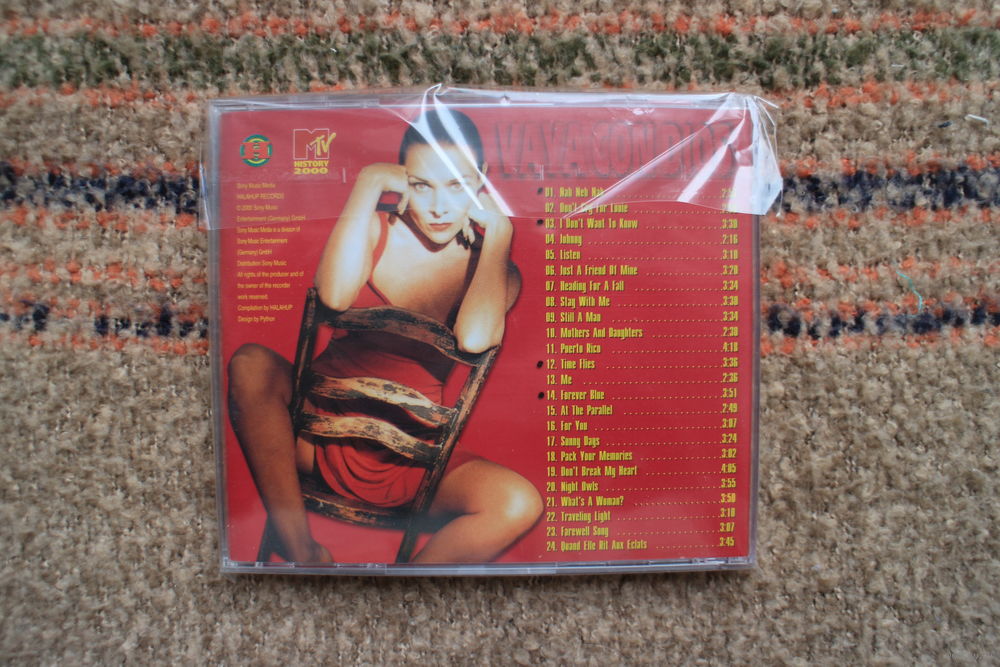 MTV
HISTORY
2000
VAYA CON DIOS
Sony Music Media
HALAHUP RECORDS
© 2000 Sony Music
Entertainment (Germany) GmbH
Sony Music Media is a division of
Sony Music Entertainment
(Germany) GmbH
Distribution Sony Music
All rights of the producer and of
the owner of the recorder
work reserved.
Compilation by HALAHUP
Design by Python
01. Nah Neh Nah
02. Don't Cry For Louie
03. I Don't Want To Know 3:30
04. Johnny 2:16
05. Listen 3:18
06. Just A Friend Of Mine 3:20
07. Heading For A Fall 3:34
08. Stay With Me 3:30
09. Still A Man 3:34
10. Mothers And Daughters 2:30
11. Puerto Rico 4:18
12. Time Flies 3:36
13. Me 2:36
14. Forever Blue 3:51
15. At The Parallel 2:49
16. For You 3:07
17. Sunny Days 3:24
18. Pack Your Memories 3:02
19. Don't Break My Heart 4:05
20. Night Owls 3:55
21. What's A Woman? 3:50
22. Traveling Light 3:10
23. Farewell Song 3:07
24. Quand Elle Rit Aux Eclats 3:45